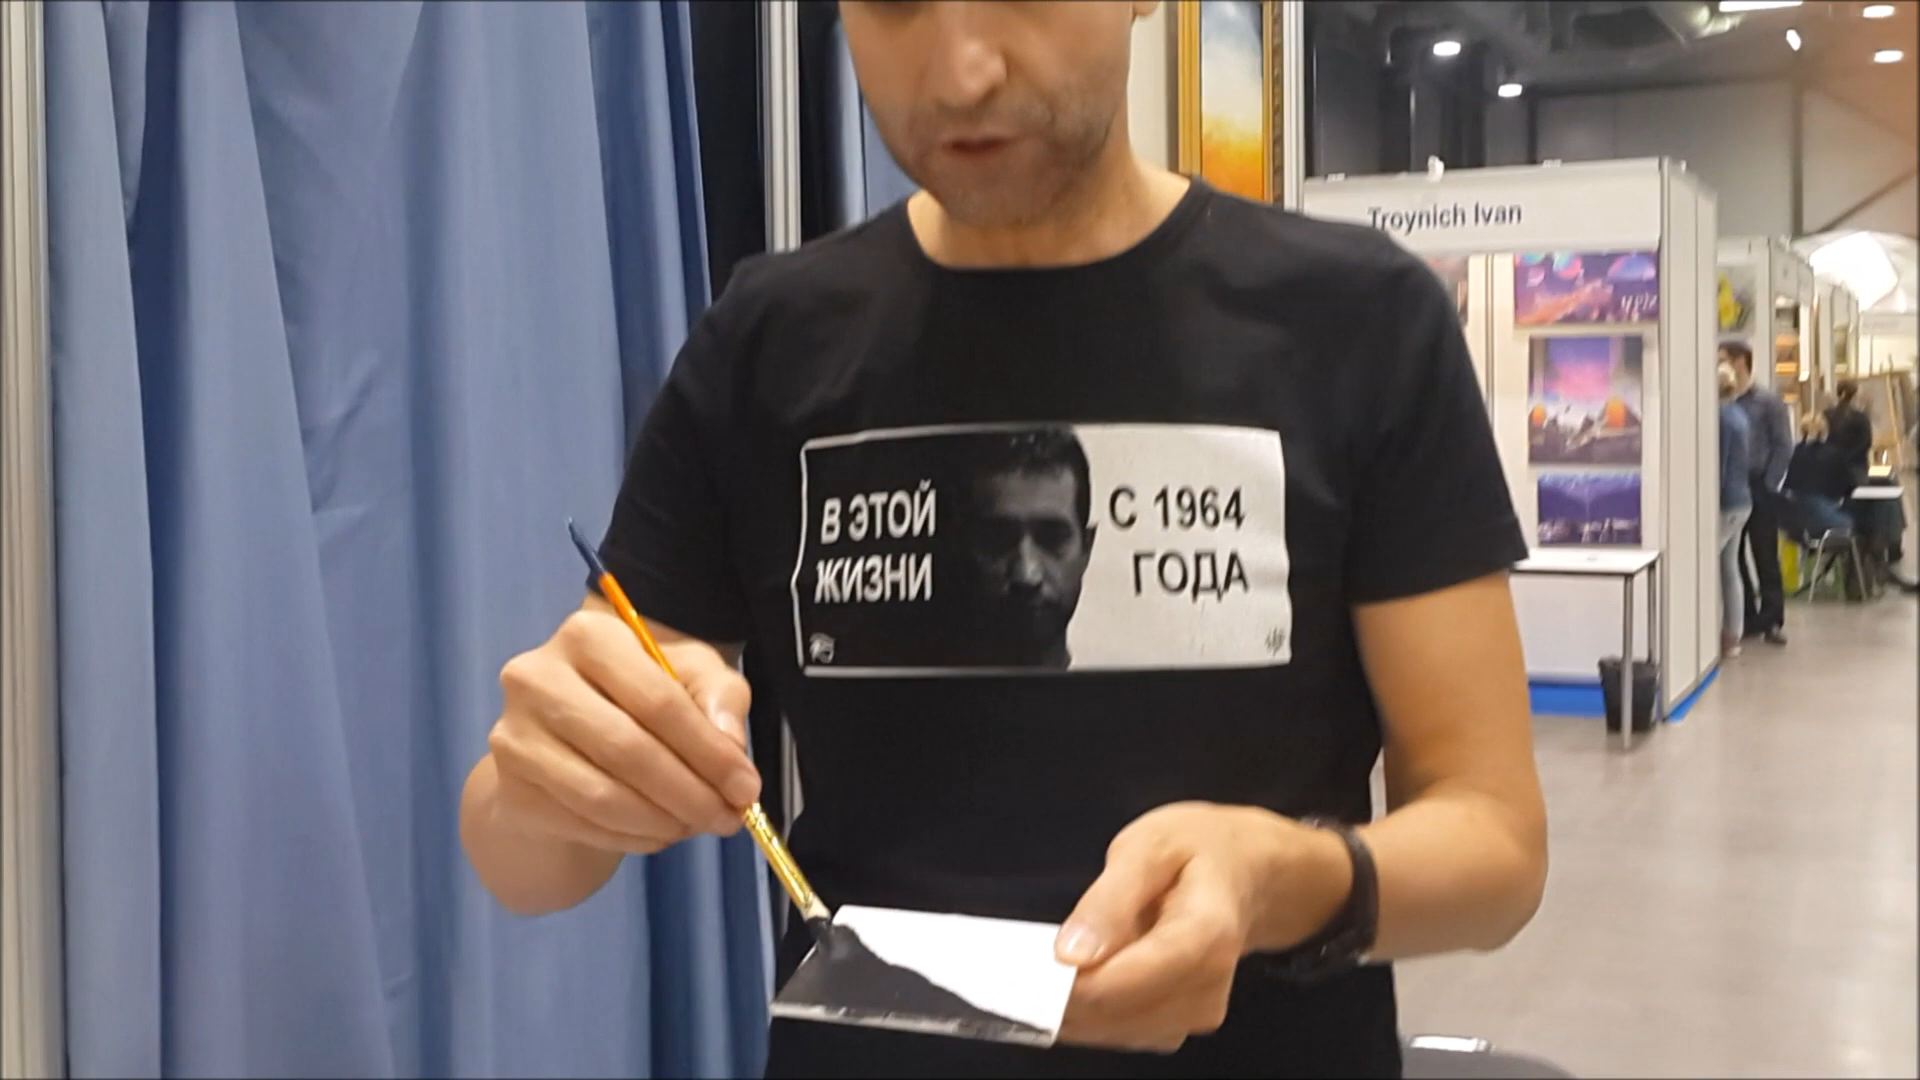 Troynich Ivan
В ЭТОЙ
ЖИЗНИ
С 1964
ГОДА